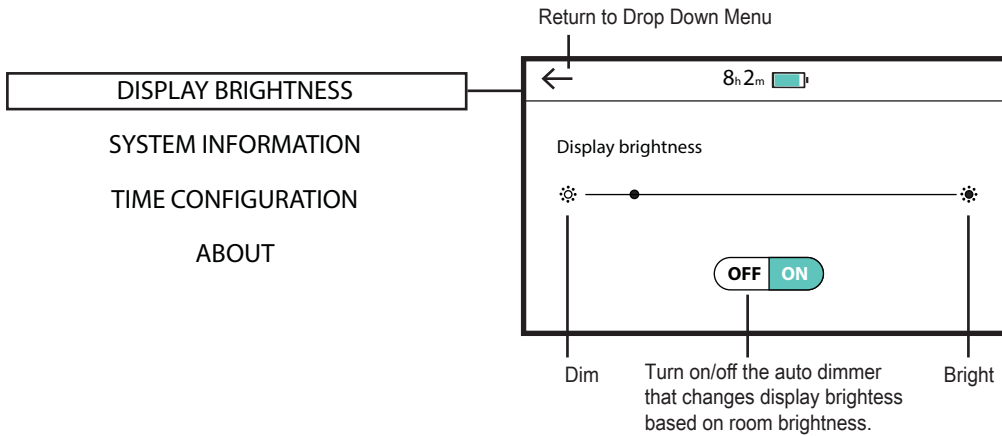 Return to Drop Down Menu
8h2m
DISPLAY BRIGHTNESS
SYSTEM INFORMATION
TIME CONFIGURATION
ABOUT
Display brightness
OFF ON
Dim
Turn on/off the auto dimmer
that changes display brightess
based on room brightness.
Bright